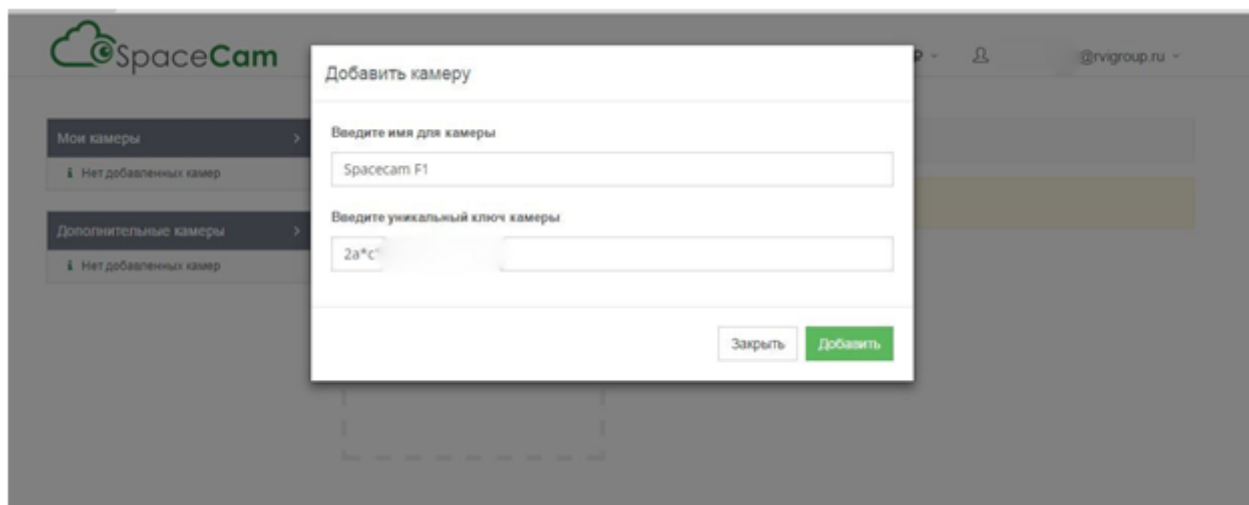 SpaceCam
@rvigroup.ru
Добавить камеру
Мои камеры
Нет добавленных камер
Дополнительные камеры
Нет добавленных камер
Введите имя для камеры
Spacecam F1
Введите уникальный ключ камеры
2a*c
Закрыть
Добавить